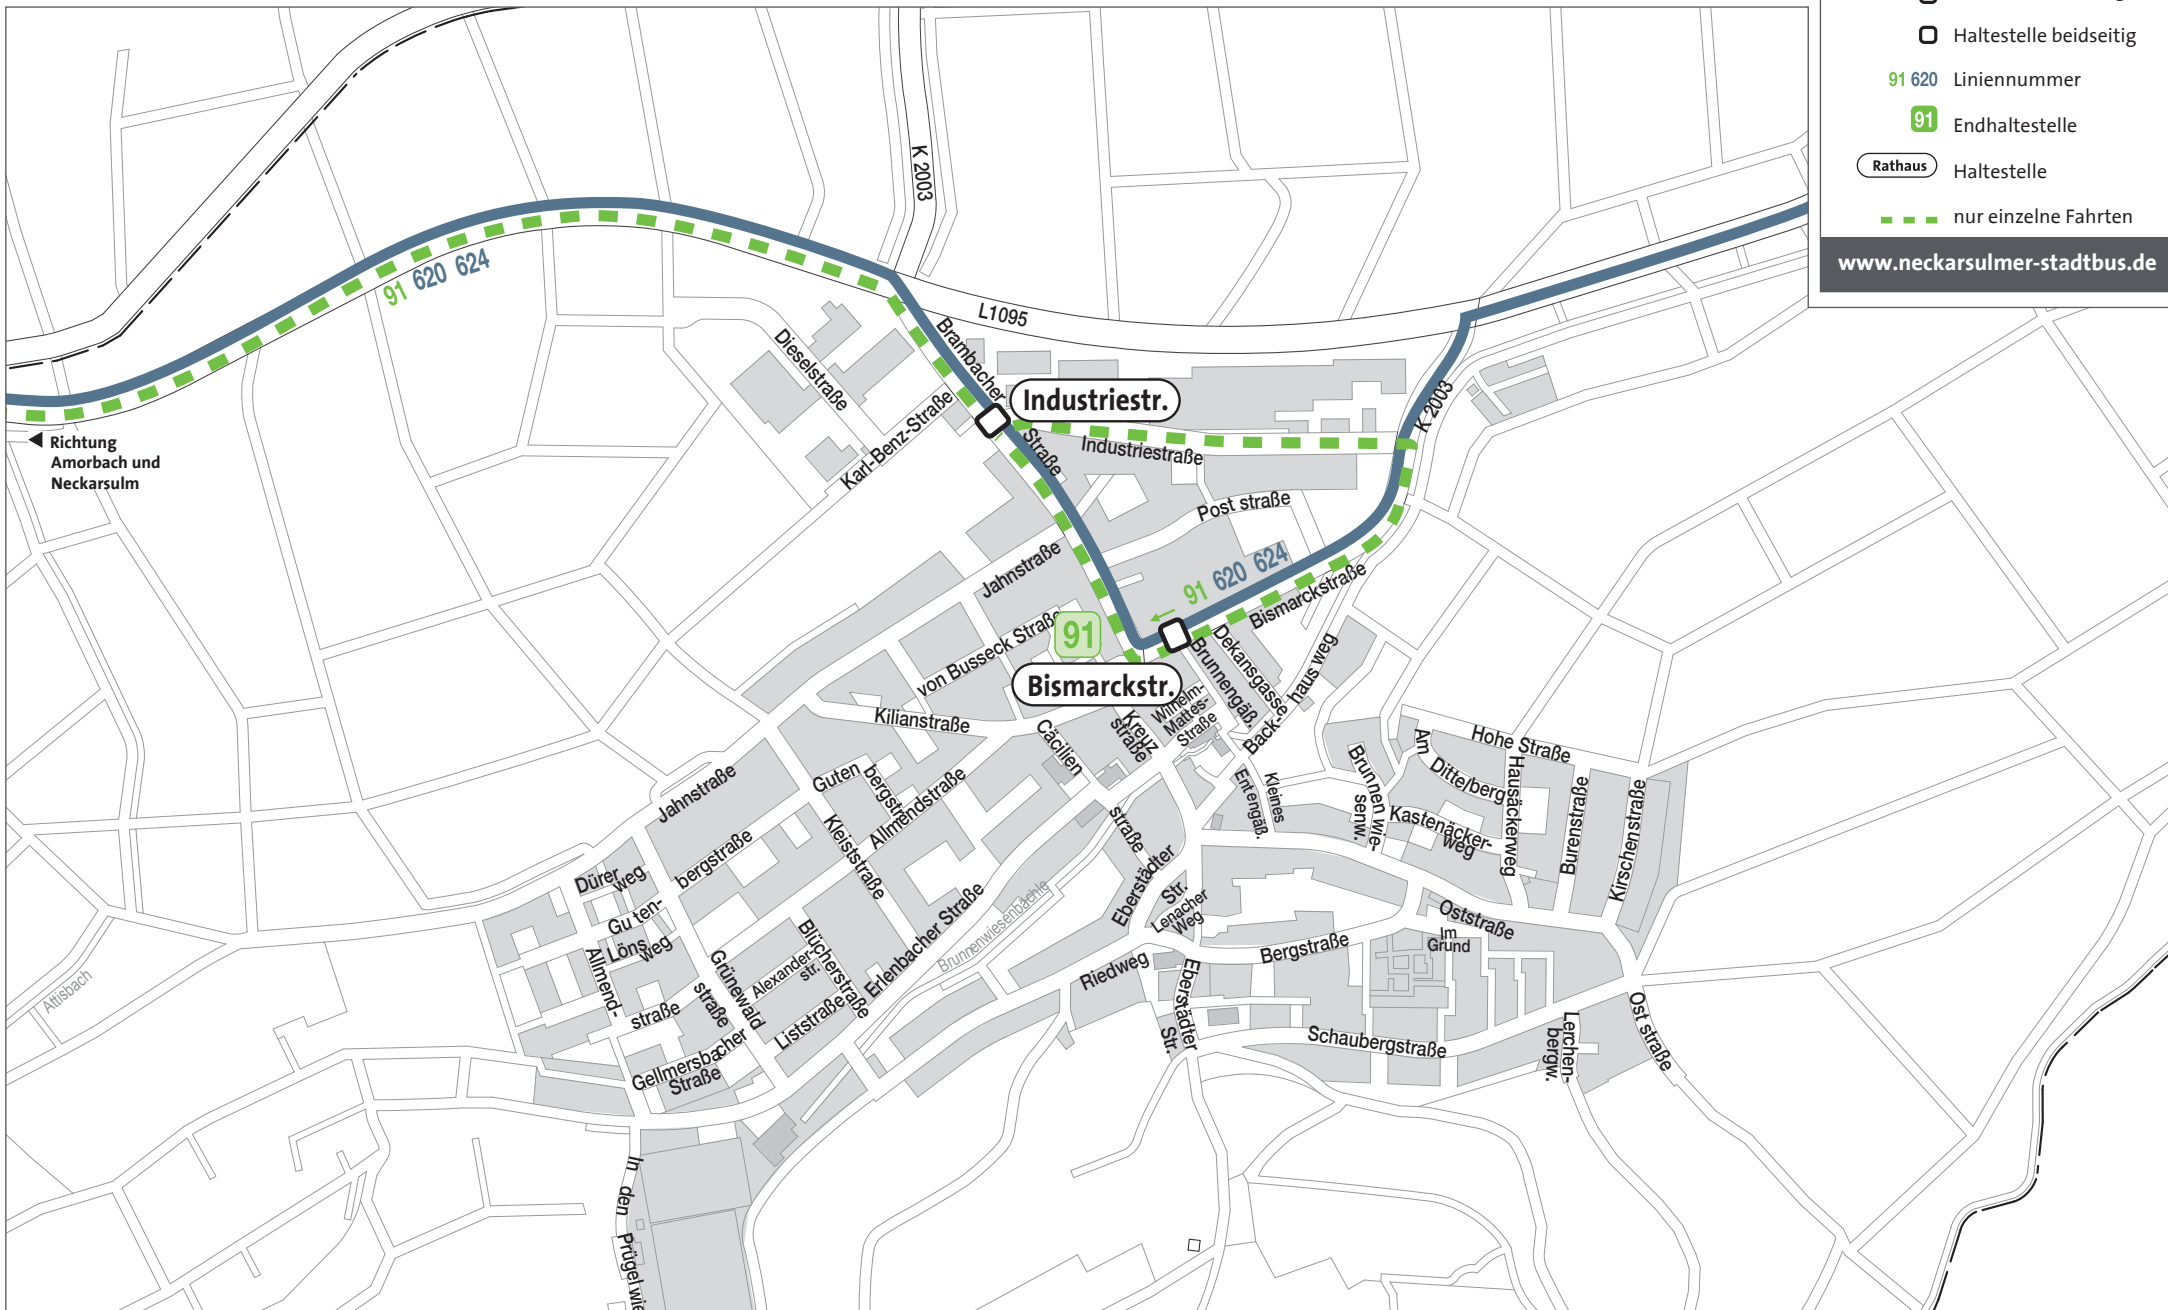 Haltestelle beidseitig
91 620 Liniennummer
91 Endhaltestelle
Rathaus Haltestelle
nur einzelne Fahrten
www.neckarsulmer-stadtbus.de
K 2003
91 620 624
L1095
Richtung
Amorbach und
Neckarsulm
Dieselstraße
Brambacher
Straße
Karl-Benz-Straße
Industriestr.
Industriestraße
K 2003
Post straße
Jahnstraße
91 620 624
Bismarckstraße
von Busseck Straße
91
Bismarckstr.
Dekansgasse
Brunnengäß.
Wilhelm-
Mattes-
Straße
Back-
haus weg
Kilianstraße
Cäcilien
straße
Kreuz
straße
Guten
bergstr.
Allmendstraße
Jahnstraße
bergstraße
Kleiststraße
Entengäß.
Kleines
Brunnen wie-
senw.
Am
Ditte/berg
Hohe Straße
Hausäckerweg
Kastenäcker-
weg
Burenstraße
Kirschenstraße
Dürer
weg
Gu ten-
Löns
weg
Allmend-
straße
Grünewald
straße
Alexander-
str.
Blücherstraße
Liststraße
Erlenbacher Straße
Brunnenwiesenbächle
Gellmersbacher
Straße
Eberstädter
Str.
Lenacher
Weg
Riedweg
Eberstädter
Str.
Bergstraße
Oststraße
Im
Grund
Schaubergstraße
Lerchen-
bergw.
Ost straße
Attisbach
In den Prügel wie